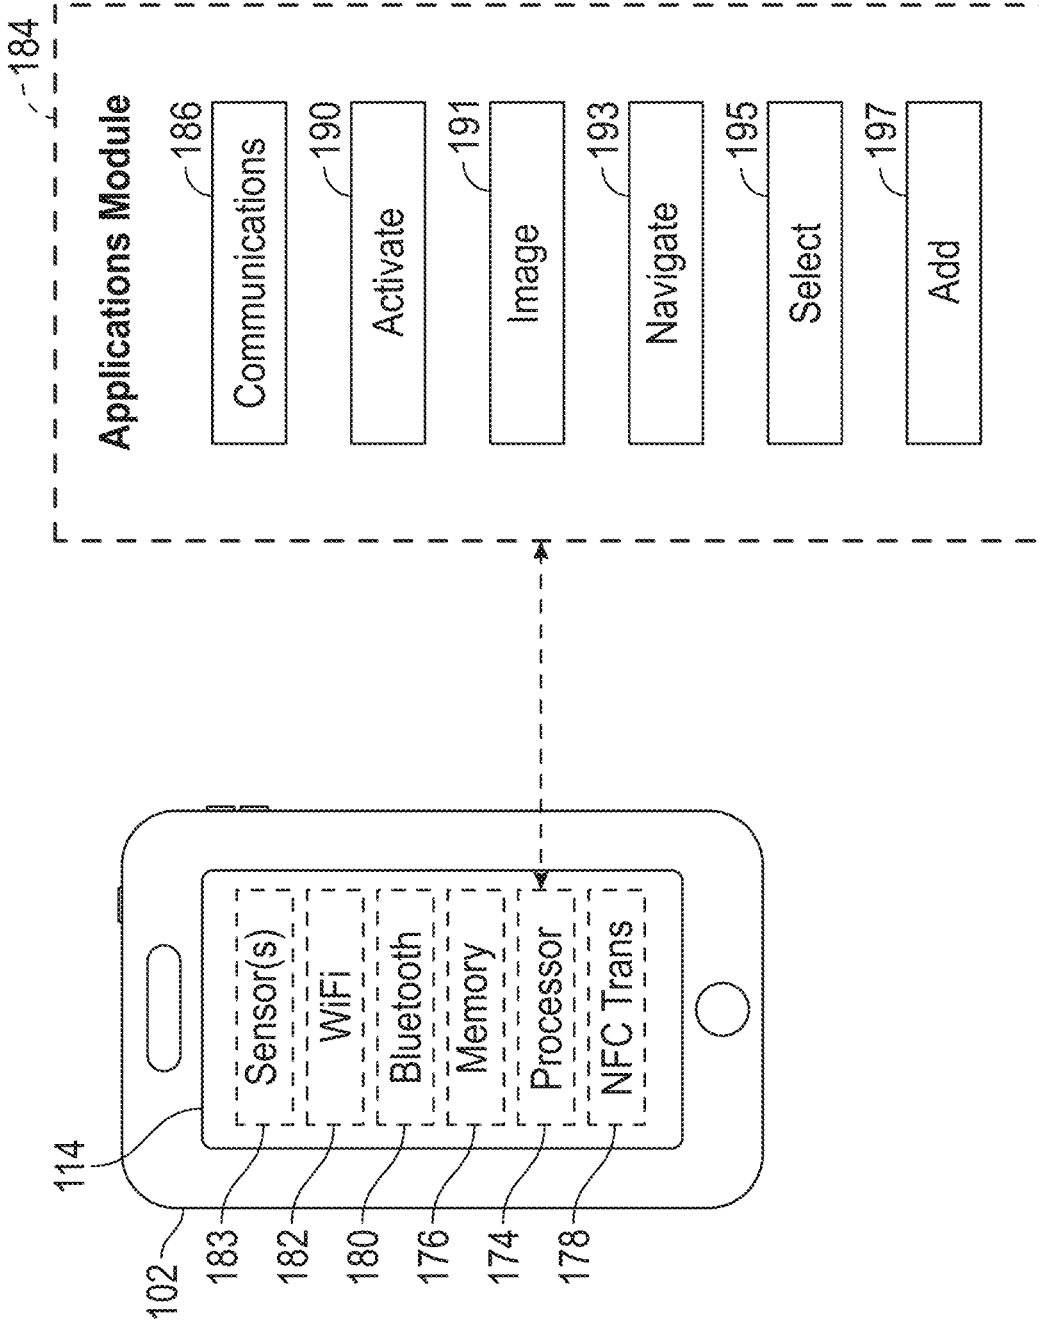 102
114
183
Sensor(s)
182
WiFi
180
Bluetooth
176
Memory
174
Processor
178
NFC Trans
184
Applications Module
186
Communications
190
Activate
191
Image
193
Navigate
195
Select
197
Add